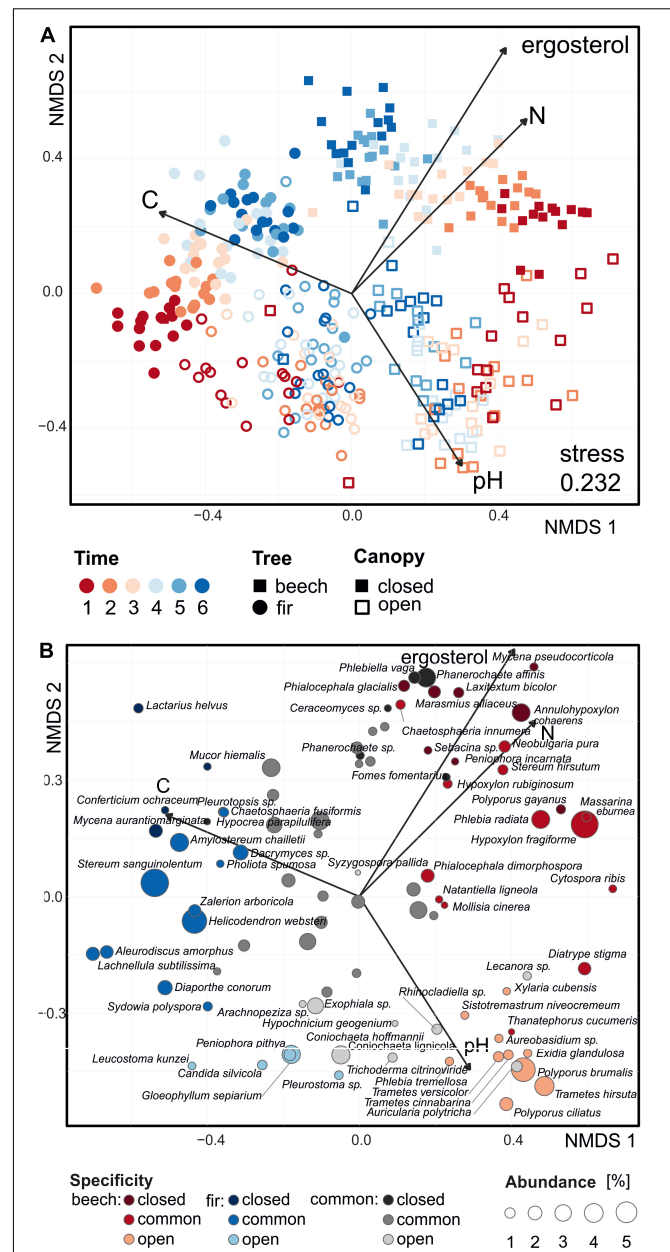 A
ergosterol
NMDS 2
N
0.4
C
0.0
−0.4
stress
0.232
pH
−0.4
0.0
0.4
NMDS 1
Time
Tree
Canopy
beech
closed
fir
open
1 2 3 4 5 6
B
NMDS 2
Mycena pseudocorticola
ergosterol
Phlebiella vaga
Phanerochaete affinis
Phialocephala glacialis
Laxitextum bicolor
Lactarius helvus
Ceraceomyces sp.
Marasmius alliaceus
Annulohypoxylon
cohaerens
Chaetosphaeria innumera
N
Phanerochaete sp.
Sebacina sp.
Neobulgaria pura
Mucor hiemalis
Peniophora incarnata
Stereum hirsutum
Fomes fomentarius
Hypoxylon rubiginosum
0.3
C
Conferticium ochraceum
Pleurotopsis sp.
Polyporus gayanus
Massarina
eburnea
Chaetosphaeria fusiformis
Mycena aurantiomarginata
Hypocrea parapilulifera
Phlebia radiata
Amylostereum chailletii
Hypoxylon fragiforme
Dacrymyces sp.
Stereum sanguinolentum
Pholiota spumosa
Syzygospora pallida
Phialocephala dimorphospora
Cytospora ribis
Natantiella ligneola
0.0
Zalerion arboricola
Mollisia cinerea
Helicodendron websteri
Aleurodiscus amorphus
Diatrype stigma
Lachnellula subtilissima
Lecanora sp.
Diaporthe conorum
Rhinocladiella sp.
Xylaria cubensis
Sydowia polyspora
Arachnopeziza sp.
Exophiala sp.
Sistotremastrum niveocremeum
−0.3
Hypochnicium geogenium
Thanatephorus cucumeris
Coniochaeta hoffmannii
Aureobasidium sp.
Peniophora pithya
Coniochaeta lignicola
pH
Exidia glandulosa
Leucostoma kunzei
Trichoderma citrinoviride
Polyporus brumalis
Candida silvicola
Phlebia tremellosa
Pleurostoma sp.
Trametes versicolor
Trametes hirsuta
Gloeophyllum sepiarium
Trametes cinnabarina
Auricularia polytricha
Polyporus ciliatus
−0.4
0.0
0.4
NMDS 1
Specificity
Abundance [%]
beech: closed fir: closed common: closed
common common common
open open open
1 2 3 4 5